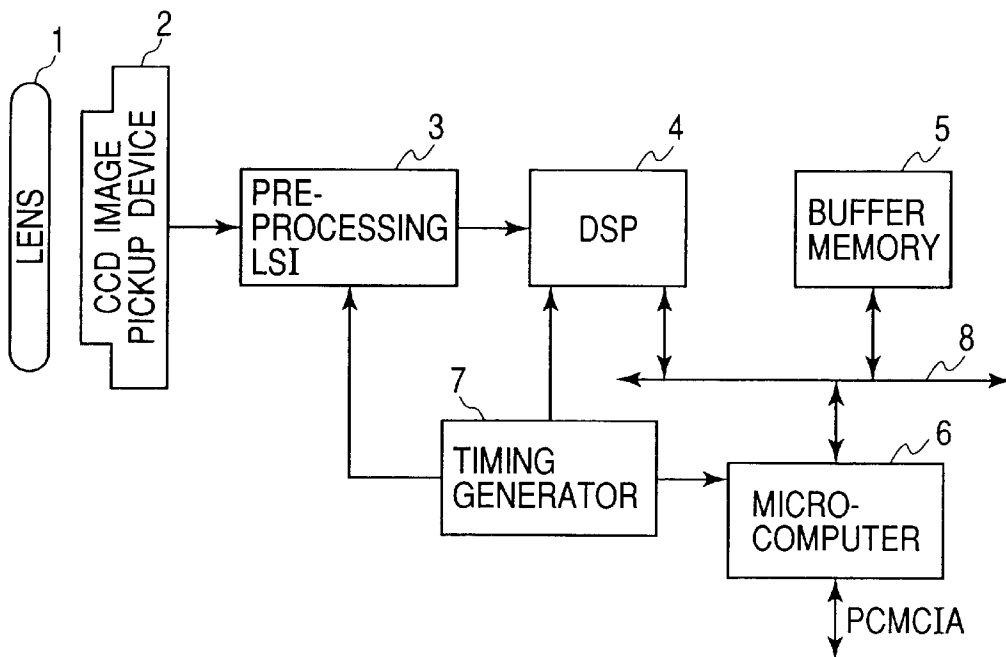 1
2
LENS
CCD IMAGE
PICKUP DEVICE
3
PRE-
PROCESSING
LSI
4
DSP
5
BUFFER
MEMORY
8
7
TIMING
GENERATOR
6
MICRO-
COMPUTER
PCMCIA